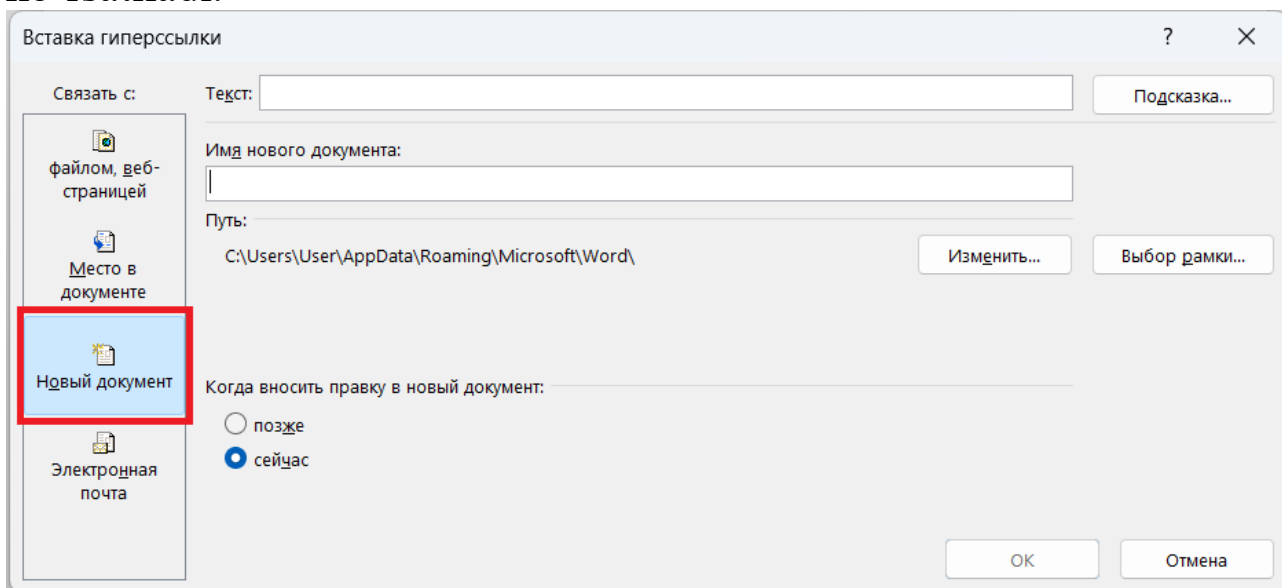 Вставка гиперссылки
?
Связать с:
Текст:
Подсказка...
файлом, веб-
страницей
Имя нового документа:
Путь:
C:\Users\User\AppData\Roaming\Microsoft\Word\
Изменить...
Выбор рамки...
Место в
документе
Новый документ
Когда вносить правку в новый документ:
позже
сейчас
Электронная
почта
ОК
Отмена